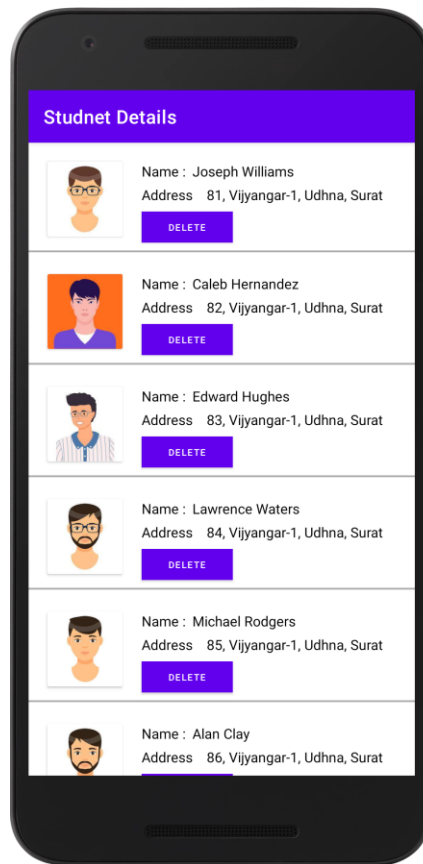 Studnet Details
Name : Joseph Williams
Address 81, Vijyangar-1, Udhna, Surat
DELETE
Name : Caleb Hernandez
Address 82, Vijyangar-1, Udhna, Surat
DELETE
Name : Edward Hughes
Address 83, Vijyangar-1, Udhna, Surat
DELETE
Name : Lawrence Waters
Address 84, Vijyangar-1, Udhna, Surat
DELETE
Name : Michael Rodgers
Address 85, Vijyangar-1, Udhna, Surat
DELETE
Name : Alan Clay
Address 86, Vijyangar-1, Udhna, Surat